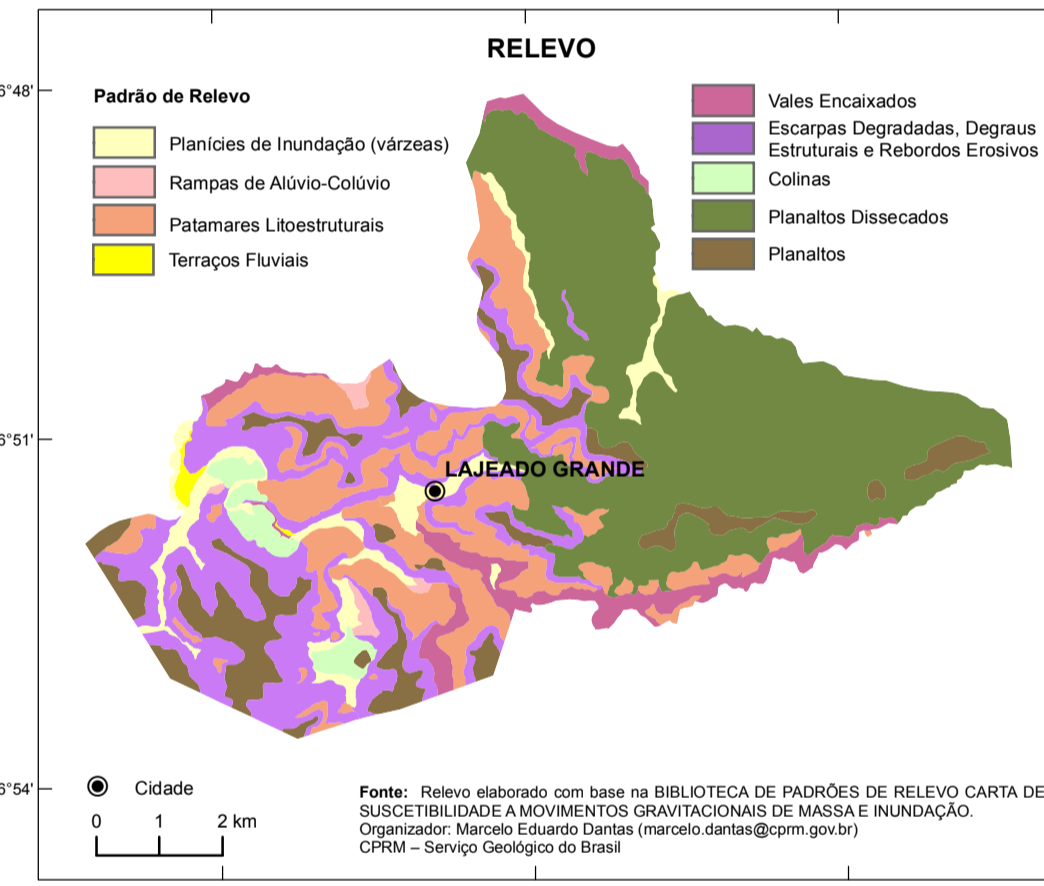 RELEVO
6°48'
6°51'
6°54'
Padrão de Relevo
Planícies de Inundação (várzeas)
Rampas de Alúvio-Colúvio
Patamares Litoestruturais
Terraços Fluviais
Vales Encaixados
Escarpas Degradadas, Degraus
Estruturais e Rebordos Erosivos
Colinas
Planaltos Dissecados
Planaltos
LAJEADO GRANDE
Cidade
0 1 2 km
Fonte: Relevo elaborado com base na BIBLIOTECA DE PADRÕES DE RELEVO CARTA DE
SUSCETIBILIDADE A MOVIMENTOS GRAVITACIONAIS DE MASSA E INUNDAÇÃO.
Organizador: Marcelo Eduardo Dantas (marcelo.dantas@cprm.gov.br)
CPRM – Serviço Geológico do Brasil